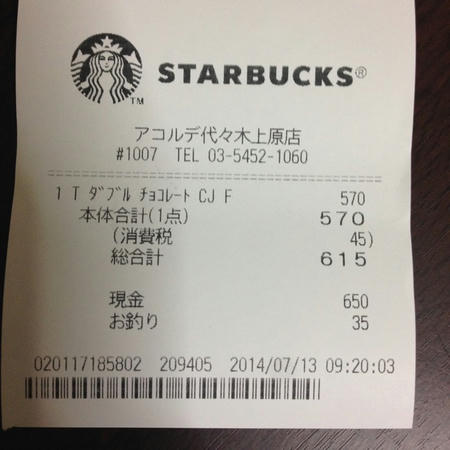 STARBUCKS®
TM
アコルデ代々木上原店
#1007 TEL 03-5452-1060
1 T ﾀﾞﾌﾞﾙ ﾁｮｺﾚｰﾄ CJ F 570
本体合計(1点) 570
(消費税 45)
総合計 615
現金 650
お釣り 35
020117185802 209405 2014/07/13 09:20:03